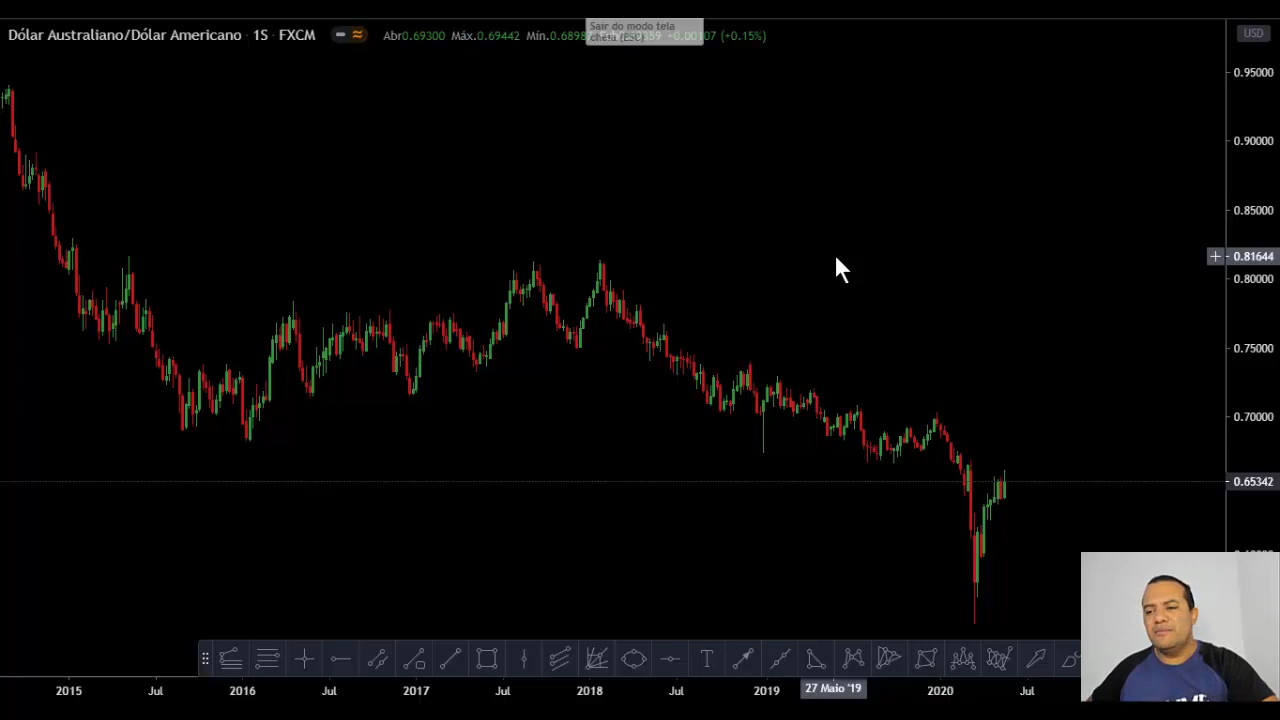 Dólar Australiano/Dólar Americano · 1S · FXCM Abr0.69300 Máx.0.69442 Mín.0.6898 +0.00107 (+0.15%) USD
Sair do modo tela
cheia (ESC)
0.95000
0.90000
0.85000
0.81644
0.80000
0.75000
0.70000
0.65342
T
2015 Jul 2016 Jul 2017 Jul 2018 Jul 2019 27 Maio '19 2020 Jul